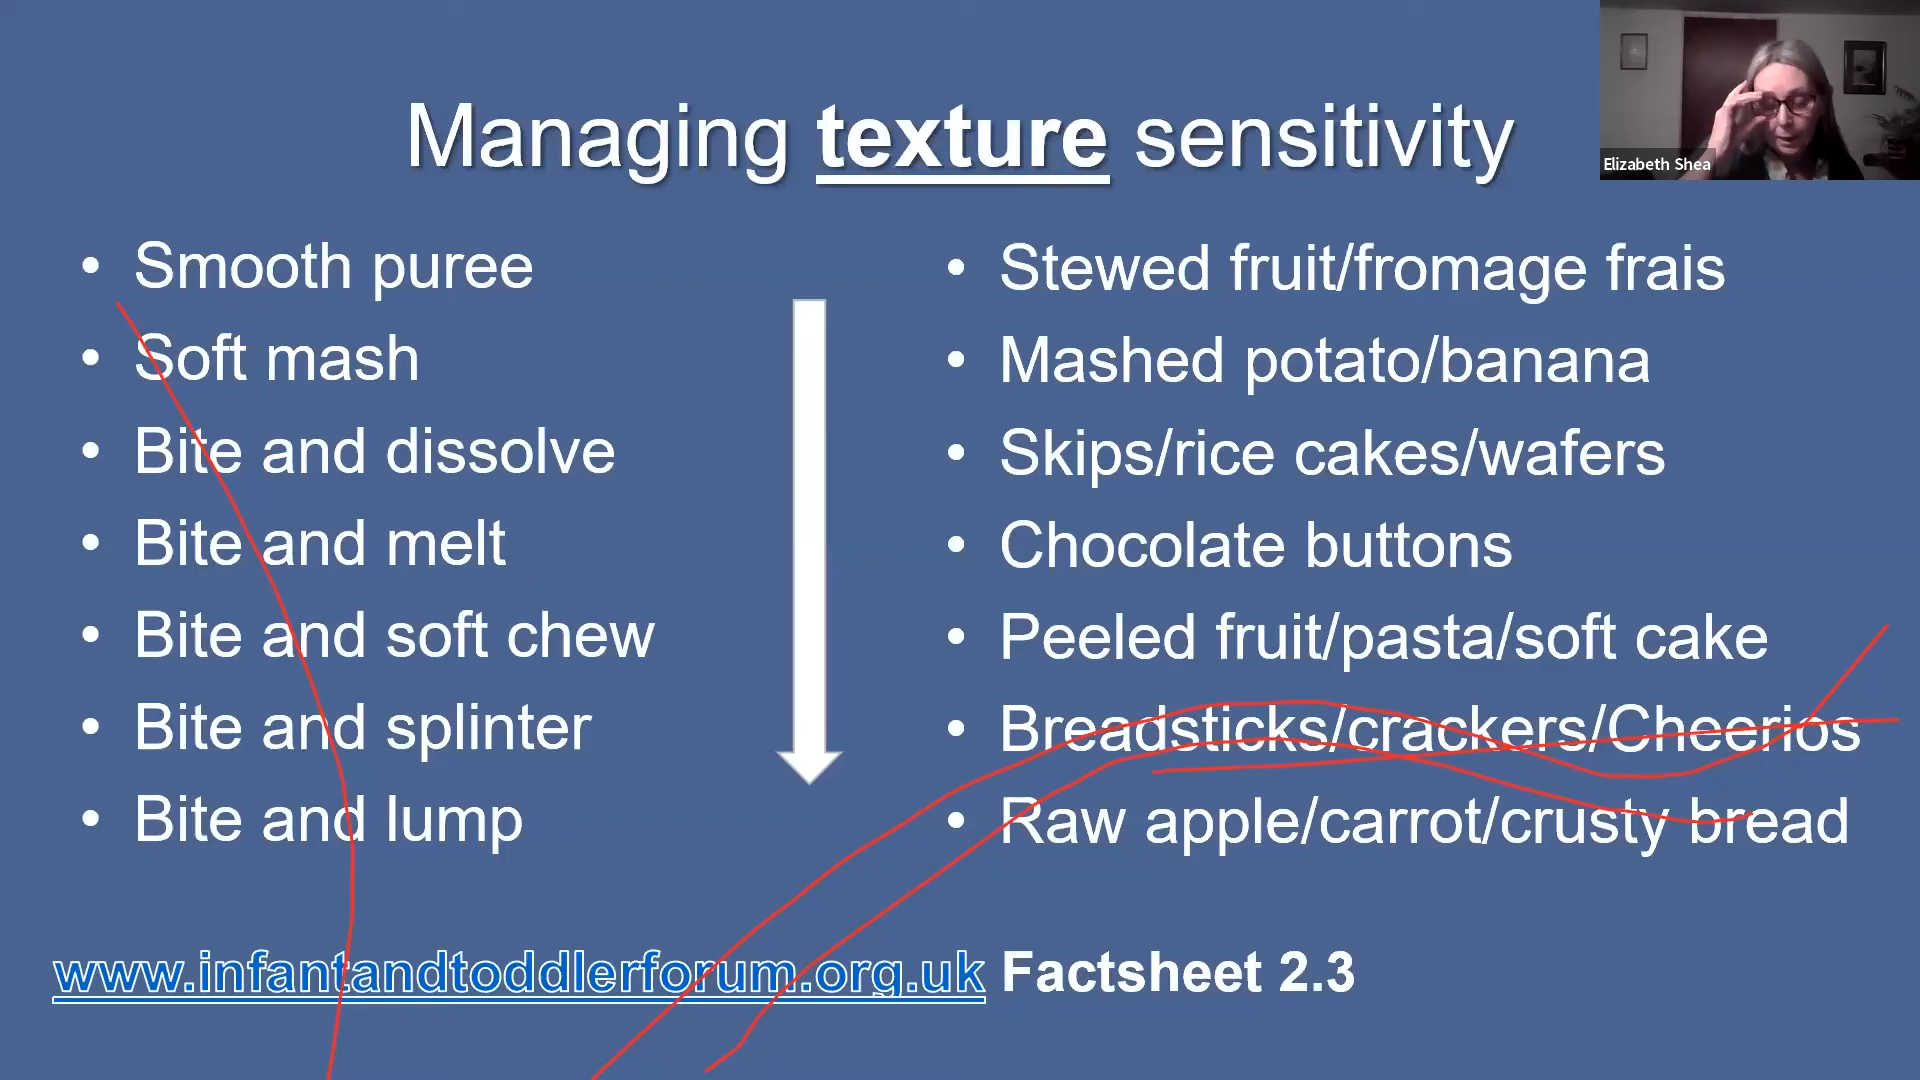 Managing texture sensitivity
Elizabeth Shea
• Smooth puree
• Soft mash
• Bite and dissolve
• Bite and melt
• Bite and soft chew
• Bite and splinter
• Bite and lump
• Stewed fruit/fromage frais
• Mashed potato/banana
• Skips/rice cakes/wafers
• Chocolate buttons
• Peeled fruit/pasta/soft cake
• Breadsticks/crackers/Cheerios
• Raw apple/carrot/crusty bread
www.infantandtoddlerforum.org.uk Factsheet 2.3